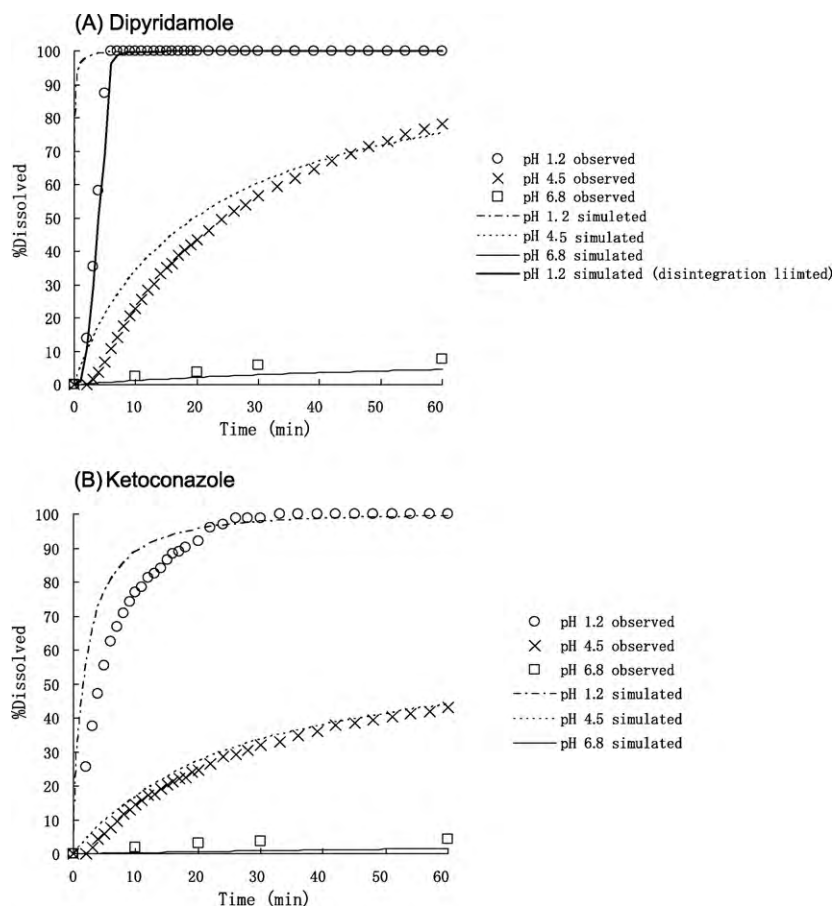 (A) Dipyridamole
100
90
80
70
60
50
40
30
20
10
0
%Dissolved
0 10 20 30 40 50 60
Time (min)
pH 1.2 observed
pH 4.5 observed
pH 6.8 observed
pH 1.2 simuleted
pH 4.5 simulated
pH 6.8 simulated
pH 1.2 simulated (disintegration liimted)
(B) Ketoconazole
100
90
80
70
60
50
40
30
20
10
0
%Dissolved
0 10 20 30 40 50 60
Time (min)
pH 1.2 observed
pH 4.5 observed
pH 6.8 observed
pH 1.2 simulated
pH 4.5 simulated
pH 6.8 simulated